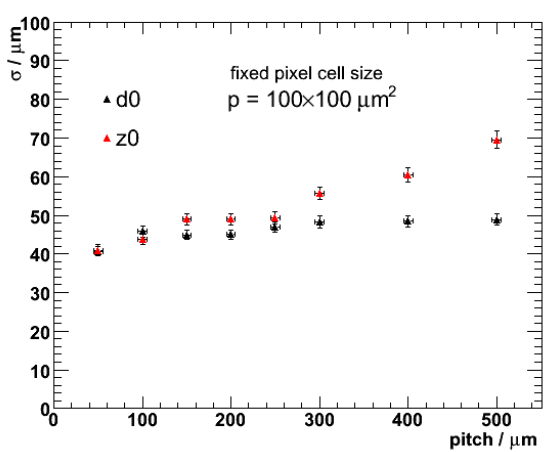 σ / μm
100
90
80
70
60
50
40
30
20
10
0
fixed pixel cell size
p = 100×100 μm²
d0
z0
0 100 200 300 400 500
pitch / μm